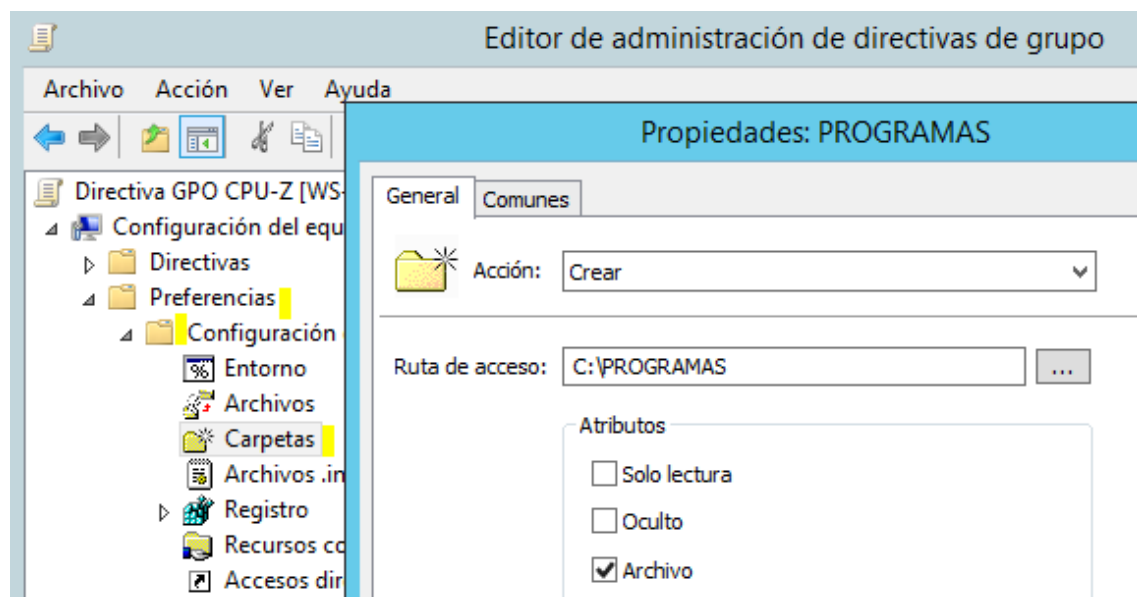 Editor de administración de directivas de grupo
Archivo Acción Ver Ayuda
Propiedades: PROGRAMAS
Directiva GPO CPU-Z [WS-
Configuración del equ
Directivas
Preferencias
Configuración
Entorno
Archivos
Carpetas
Archivos .in
Registro
Recursos co
Accesos dir
General Comunes
Acción: Crear
Ruta de acceso: C:\PROGRAMAS ...
Atributos
Solo lectura
Oculto
Archivo